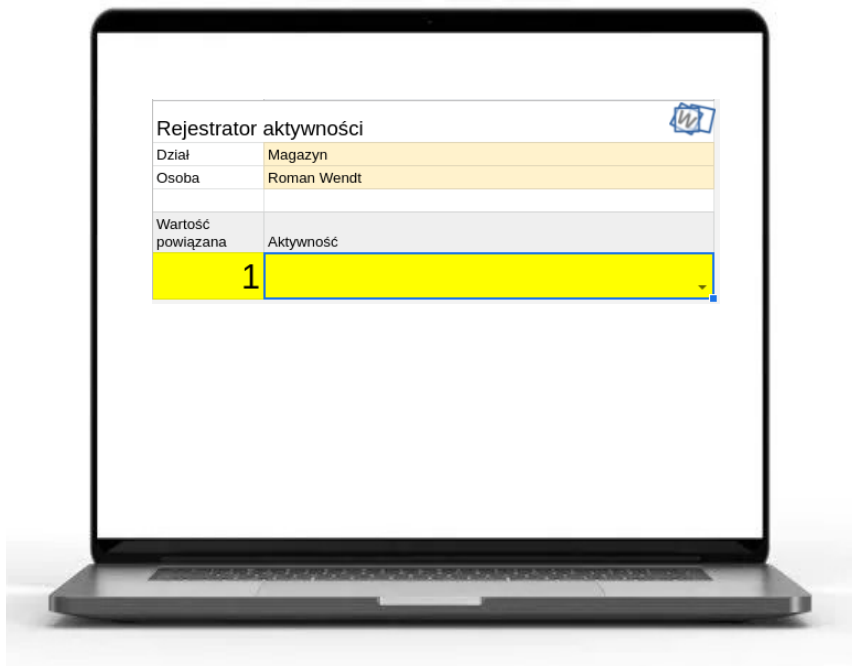 Rejestrator aktywności
W
Dział Magazyn
Osoba Roman Wendt
Wartość
powiązana Aktywność
1